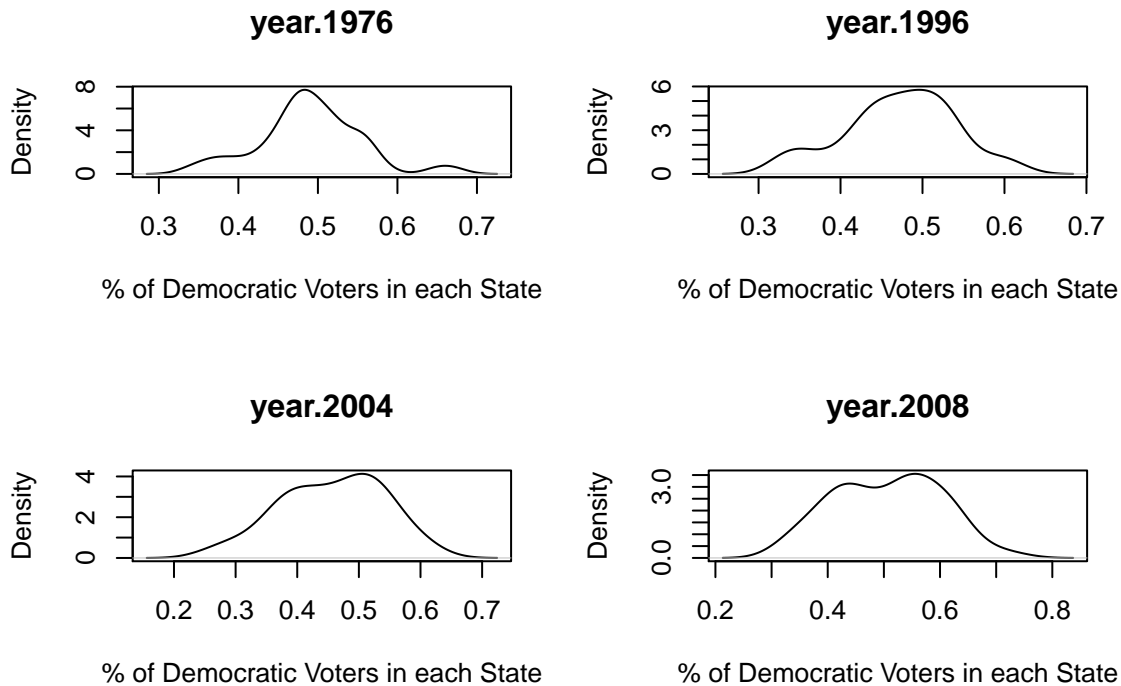 year.1976
Density
0 4 8
0.3 0.4 0.5 0.6 0.7
% of Democratic Voters in each State
year.1996
Density
0 3 6
0.3 0.4 0.5 0.6 0.7
% of Democratic Voters in each State
year.2004
Density
0 2 4
0.2 0.3 0.4 0.5 0.6 0.7
% of Democratic Voters in each State
year.2008
Density
0.0 3.0
0.2 0.4 0.6 0.8
% of Democratic Voters in each State